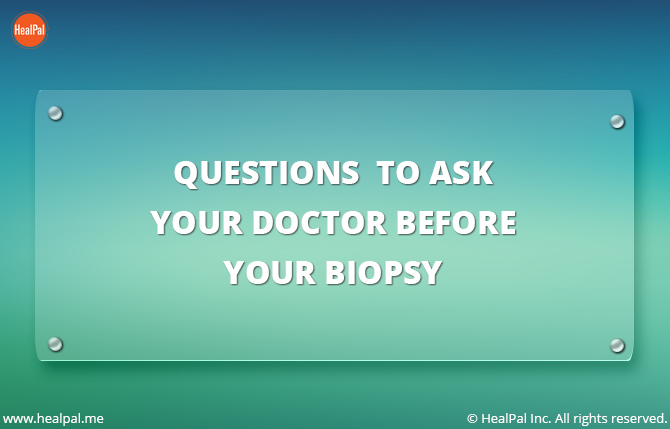 HealPal
QUESTIONS TO ASK
YOUR DOCTOR BEFORE
YOUR BIOPSY
www.healpal.me
© HealPal Inc. All rights reserved.